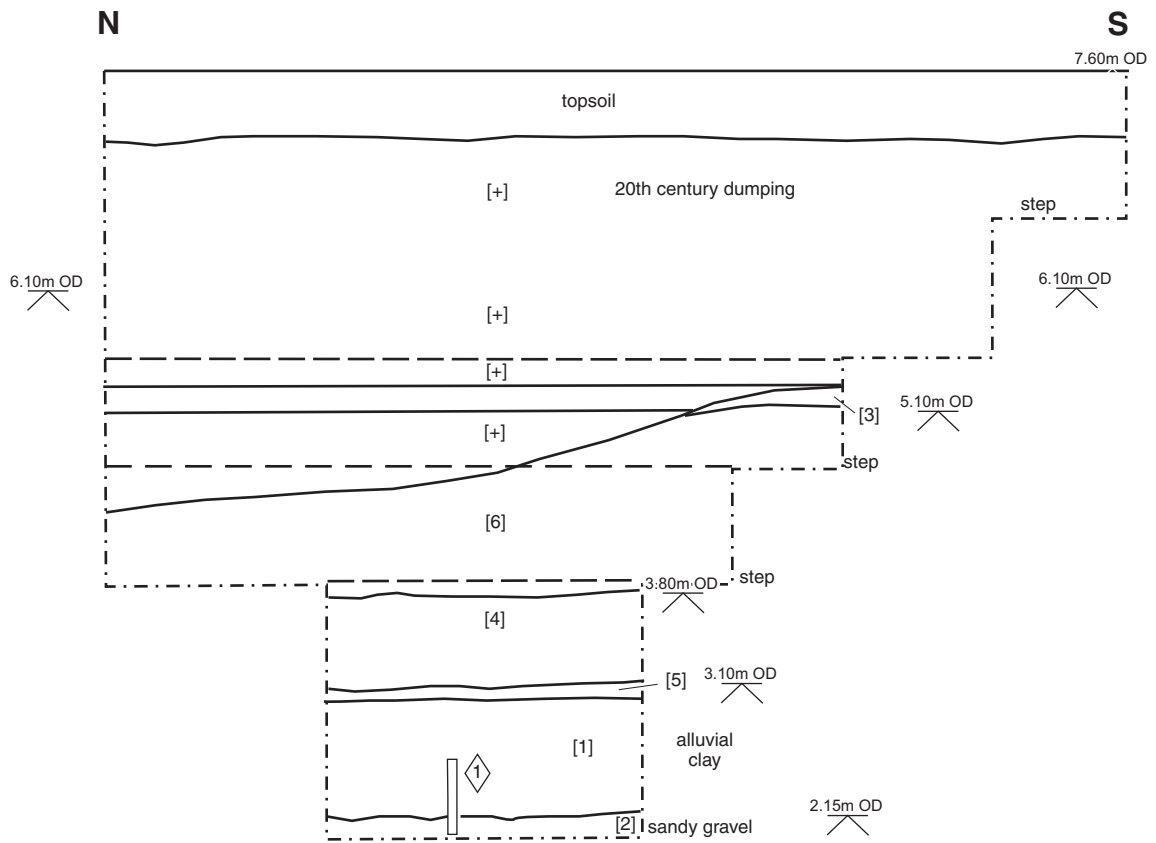 N
S
7.60m OD
topsoil
[+]
20th century dumping
step
6.10m OD
6.10m OD
[+]
[+]
5.10m OD
[3]
[+]
step
[6]
step
3.80m OD
[4]
[5]
3.10m OD
[1]
alluvial
clay
1
2.15m OD
[2]
sandy gravel